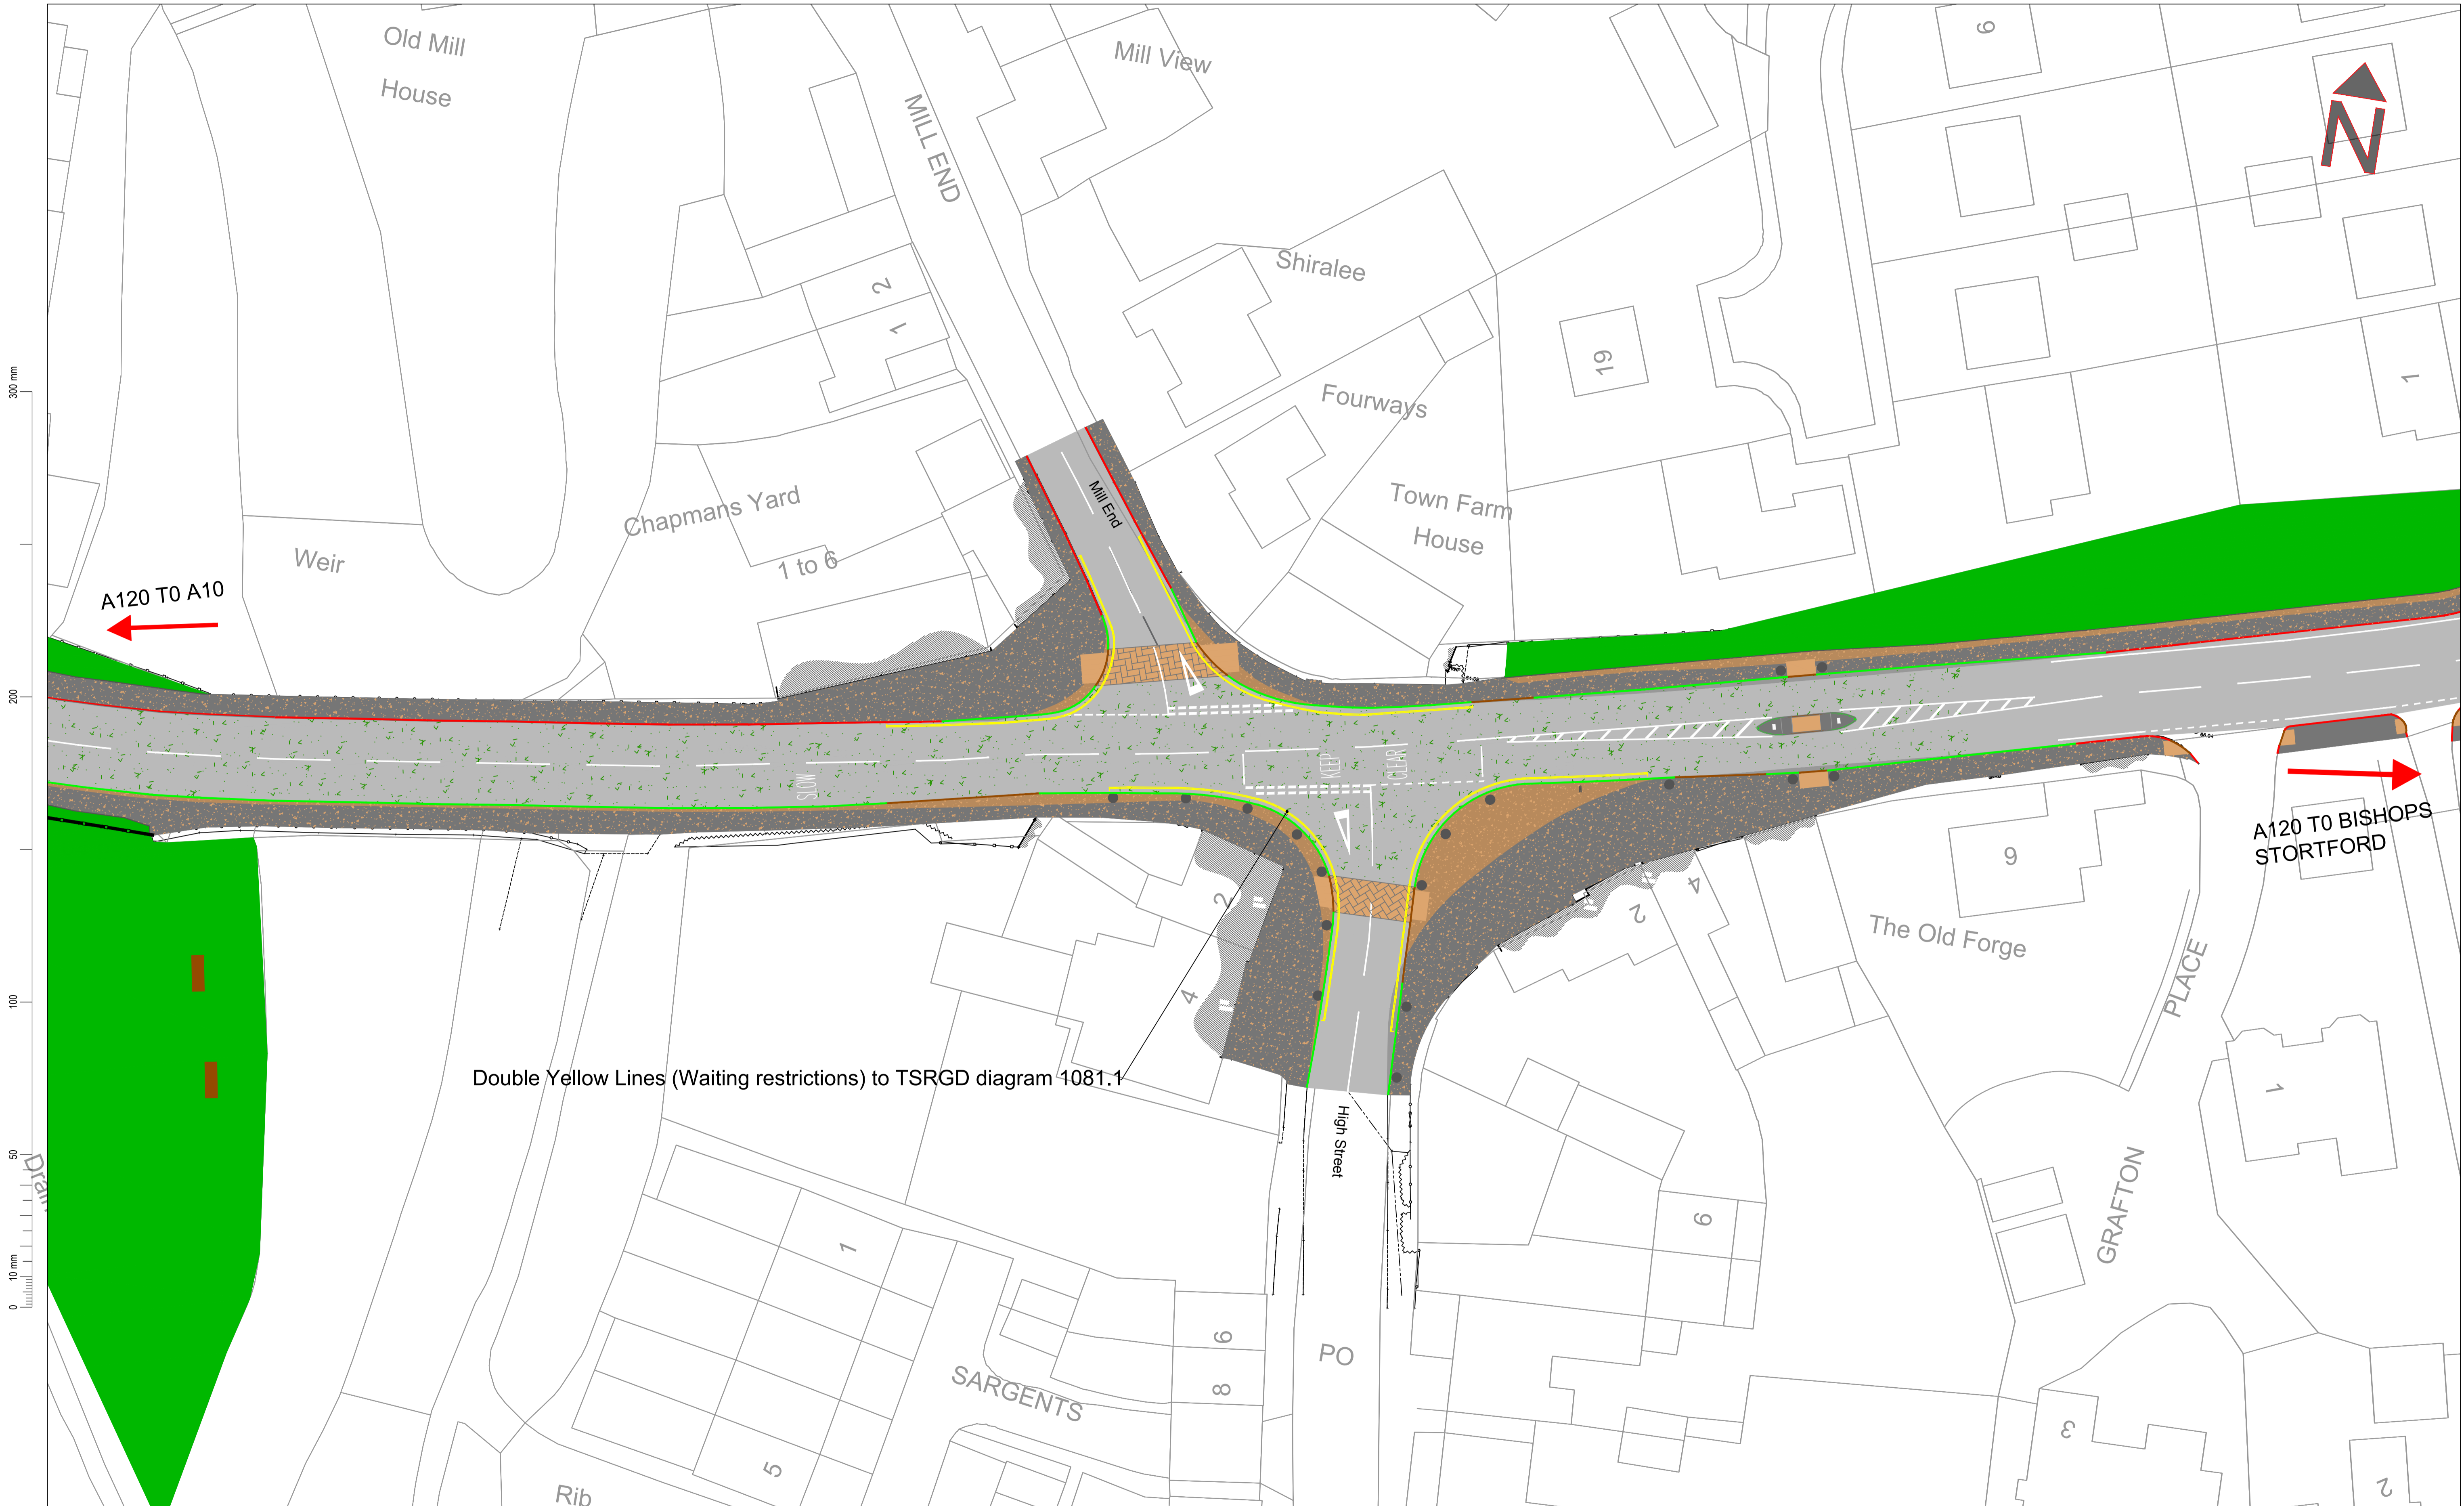 Old Mill
House
Mill View
9
N
MILL END
Shiralee
2
1
19
Fourways
1
300 mm
Chapmans Yard
Mill End
Town Farm
House
Weir
1 to 6
A120 T0 A10
200
SLOW
KEEP
CLEAR
A120 T0 BISHOPS
STORTFORD
2
4
2
4
9
The Old Forge
PLACE
100
Double Yellow Lines (Waiting restrictions) to TSRGD diagram 1081.1
High Street
1
50
Drain
GRAFTON
9
1
10 mm
0
6
PO
8
SARGENTS
3
5
Rib
2